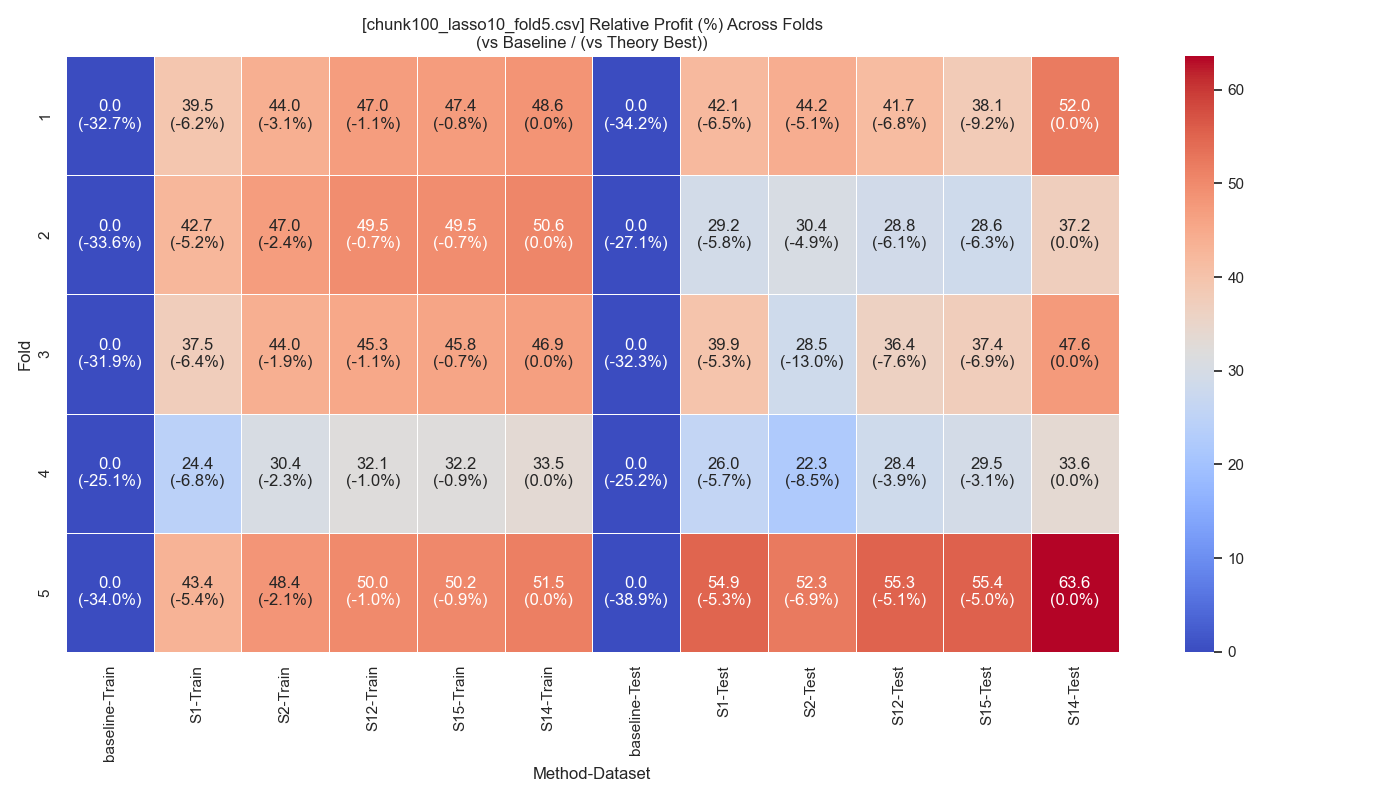 [chunk100_lasso10_fold5.csv] Relative Profit (%) Across Folds
(vs Baseline / (vs Theory Best))
Fold
1
0.0 39.5 44.0 47.0 47.4 48.6 0.0 42.1 44.2 41.7 38.1 52.0
(-32.7%) (-6.2%) (-3.1%) (-1.1%) (-0.8%) (0.0%) (-34.2%) (-6.5%) (-5.1%) (-6.8%) (-9.2%) (0.0%)
2
0.0 42.7 47.0 49.5 49.5 50.6 0.0 29.2 30.4 28.8 28.6 37.2
(-33.6%) (-5.2%) (-2.4%) (-0.7%) (-0.7%) (0.0%) (-27.1%) (-5.8%) (-4.9%) (-6.1%) (-6.3%) (0.0%)
3
0.0 37.5 44.0 45.3 45.8 46.9 0.0 39.9 28.5 36.4 37.4 47.6
(-31.9%) (-6.4%) (-1.9%) (-1.1%) (-0.7%) (0.0%) (-32.3%) (-5.3%) (-13.0%) (-7.6%) (-6.9%) (0.0%)
4
0.0 24.4 30.4 32.1 32.2 33.5 0.0 26.0 22.3 28.4 29.5 33.6
(-25.1%) (-6.8%) (-2.3%) (-1.0%) (-0.9%) (0.0%) (-25.2%) (-5.7%) (-8.5%) (-3.9%) (-3.1%) (0.0%)
5
0.0 43.4 48.4 50.0 50.2 51.5 0.0 54.9 52.3 55.3 55.4 63.6
(-34.0%) (-5.4%) (-2.1%) (-1.0%) (-0.9%) (0.0%) (-38.9%) (-5.3%) (-6.9%) (-5.1%) (-5.0%) (0.0%)
baseline-Train
S1-Train
S2-Train
S12-Train
S15-Train
S14-Train
baseline-Test
S1-Test
S2-Test
S12-Test
S15-Test
S14-Test
Method-Dataset
60
50
40
30
20
10
0